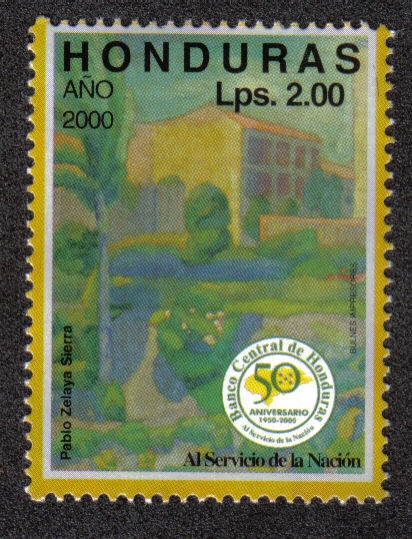 HONDURAS
AÑO
2000
Lps. 2.00
Pablo Zelaya Sierra
Banco Central de Honduras
50
ANIVERSARIO
1950-2000
Al Servicio de la Nación
Al Servicio de la Nación